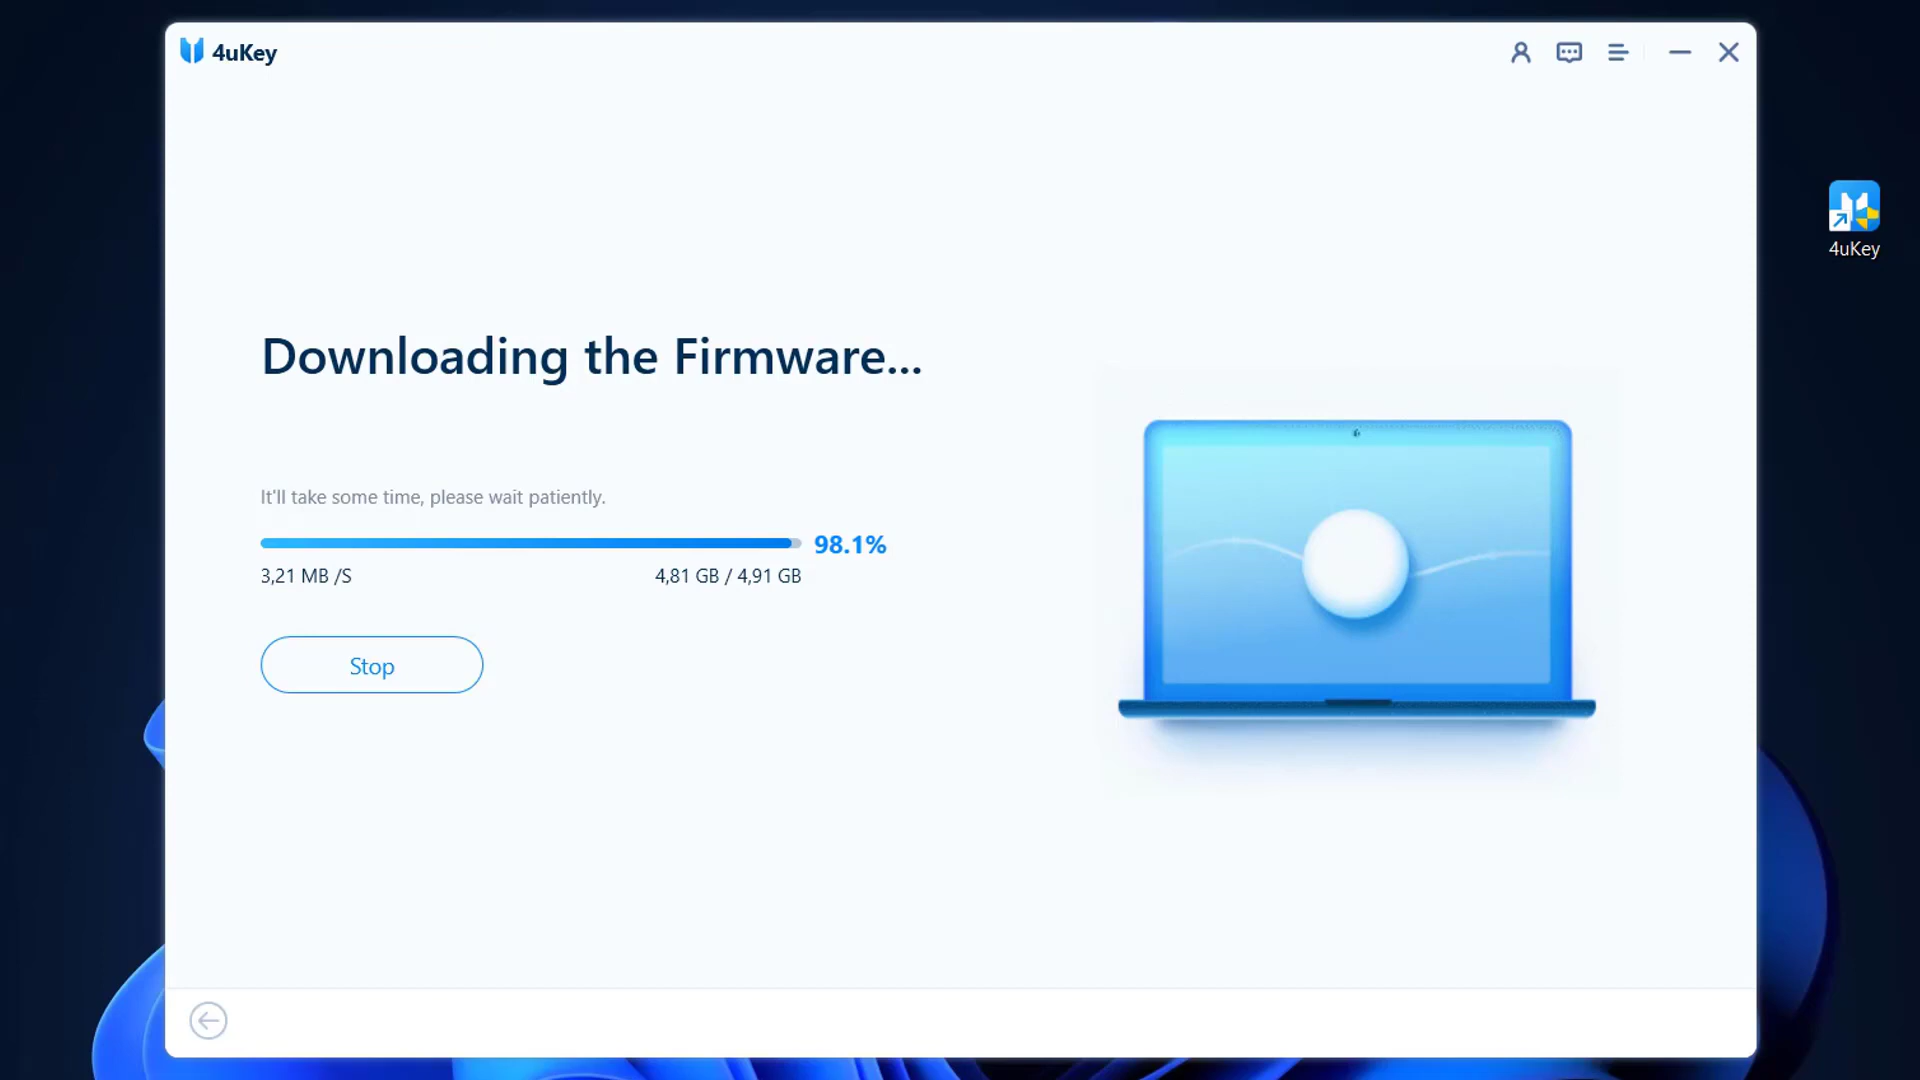 4uKey
4uKey
Downloading the Firmware...
It'll take some time, please wait patiently.
98.1%
3,21 MB /S
4,81 GB / 4,91 GB
Stop